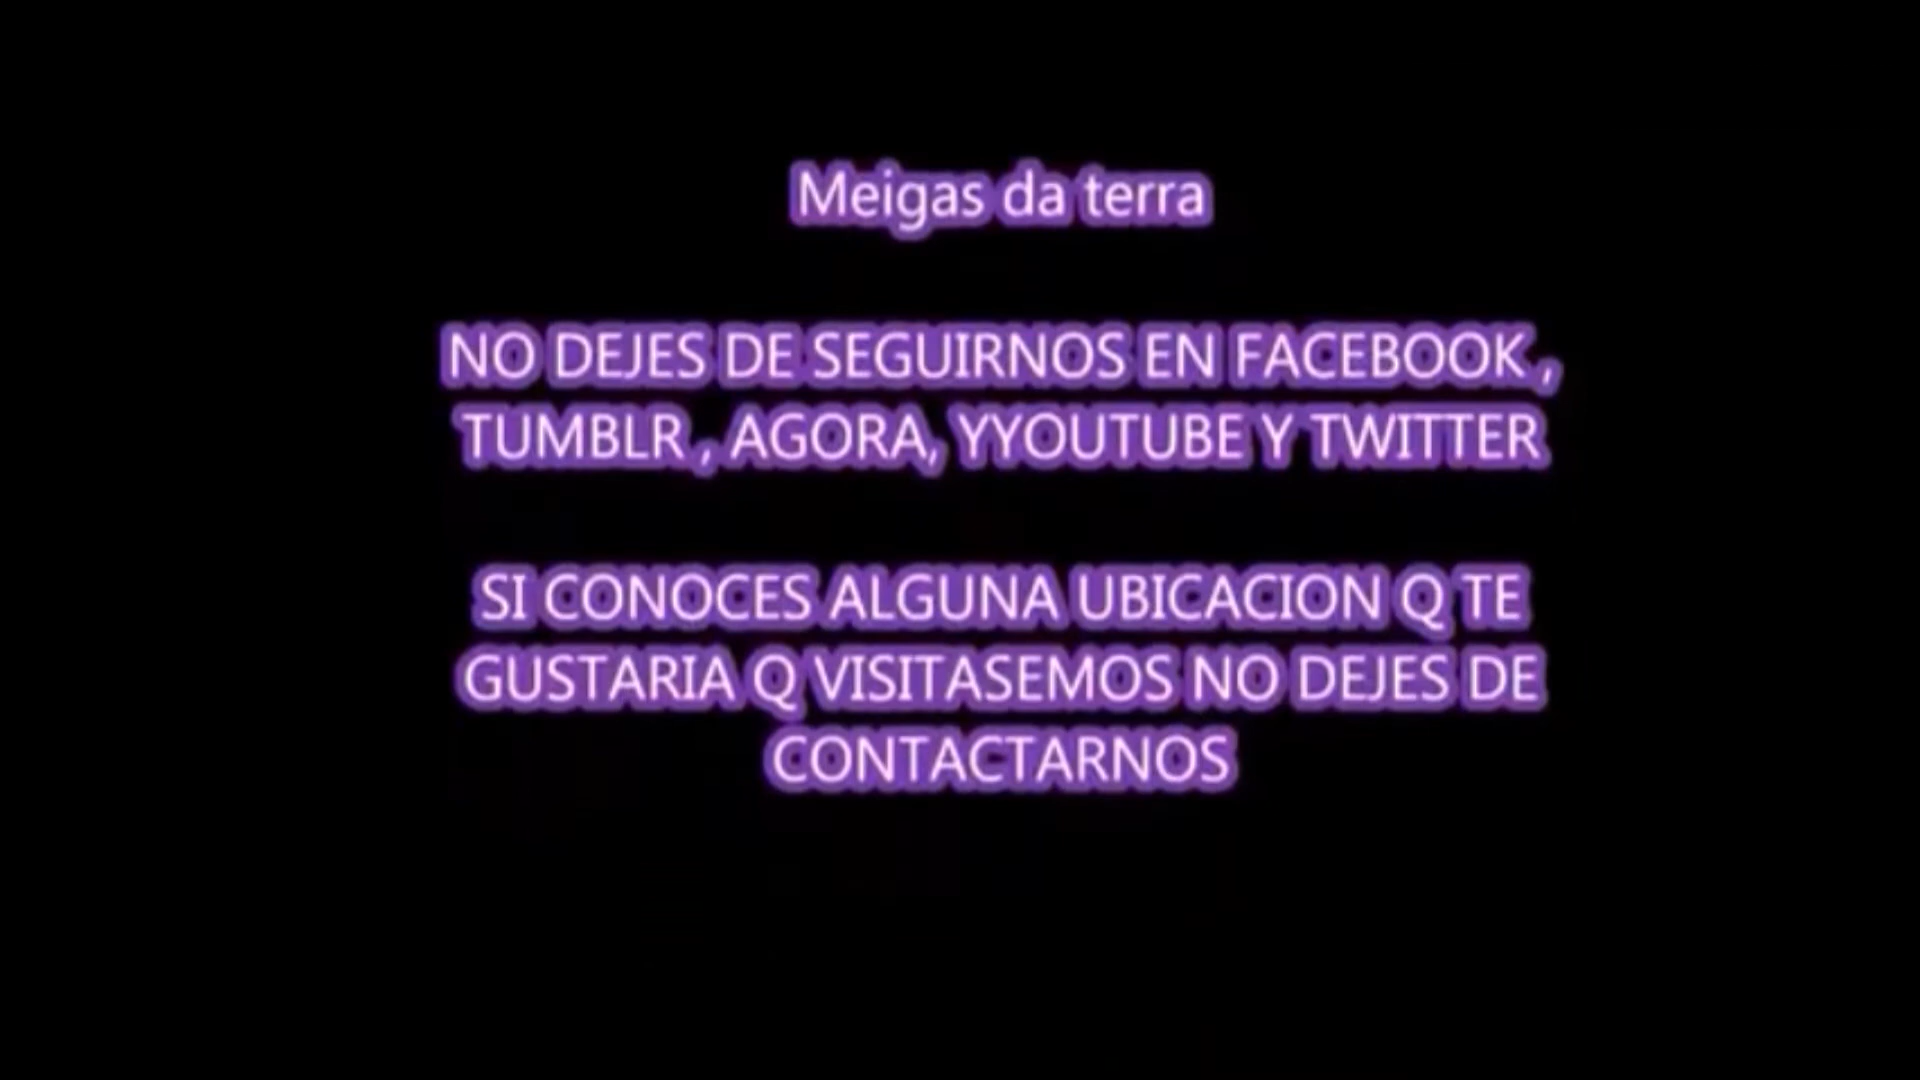 Meigas da terra
NO DEJES DE SEGUIRNOS EN FACEBOOK ,
TUMBLR , AGORA, YYOUTUBE Y TWITTER
SI CONOCES ALGUNA UBICACION Q TE
GUSTARIA Q VISITASEMOS NO DEJES DE
CONTACTARNOS